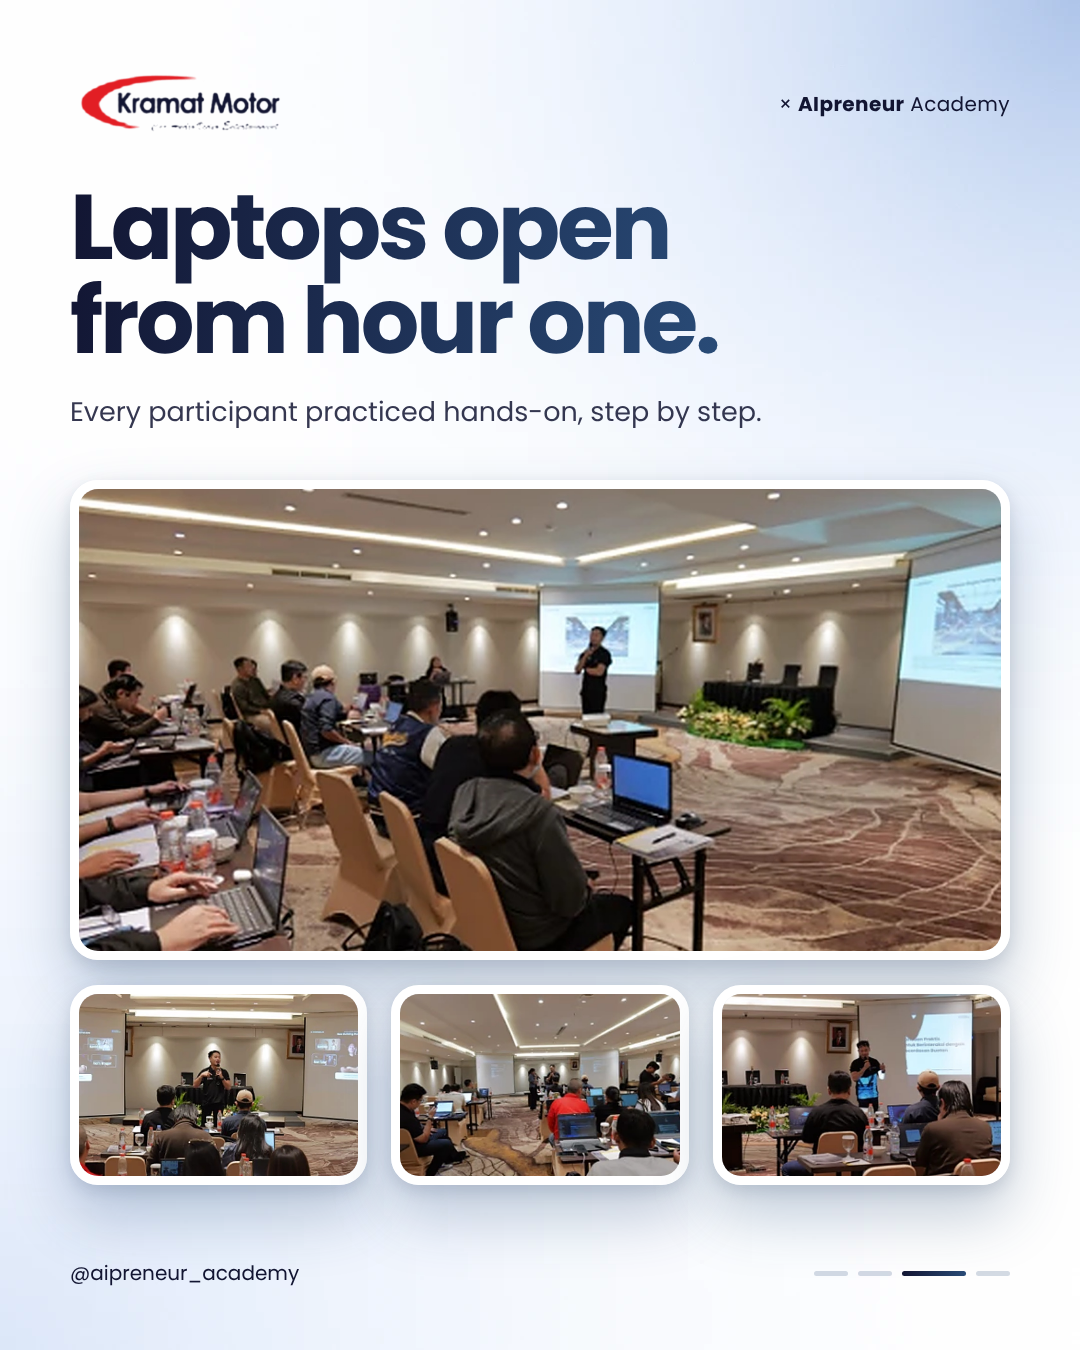 Kramat Motor
× AIpreneur Academy
Laptops open
from hour one.
Every participant practiced hands-on, step by step.
@aipreneur_academy